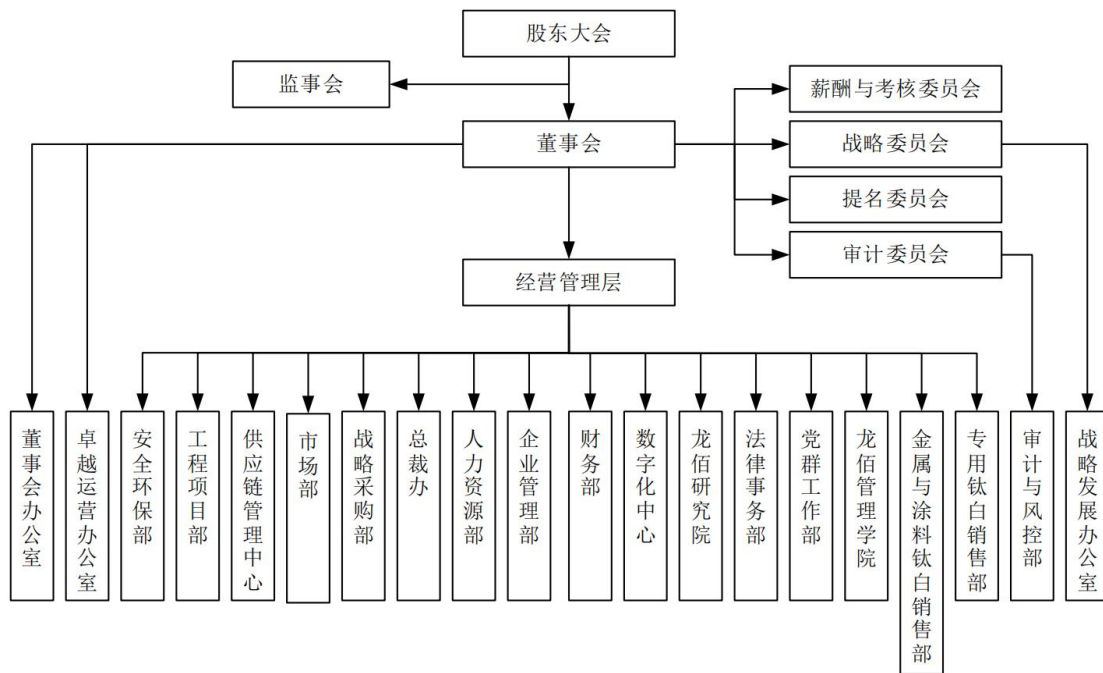 股东大会
监事会
薪酬与考核委员会
董事会
战略委员会
提名委员会
审计委员会
经营管理层
董事会办公室
卓越运营办公室
安全环保部
工程项目部
供应链管理中心
市场部
战略采购部
总裁办
人力资源部
企业管理部
财务部
数字化中心
龙佰研究院
法律事务部
党群工作部
龙佰管理学院
金属与涂料钛白销售部
专用钛白销售部
审计与风控部
战略发展办公室